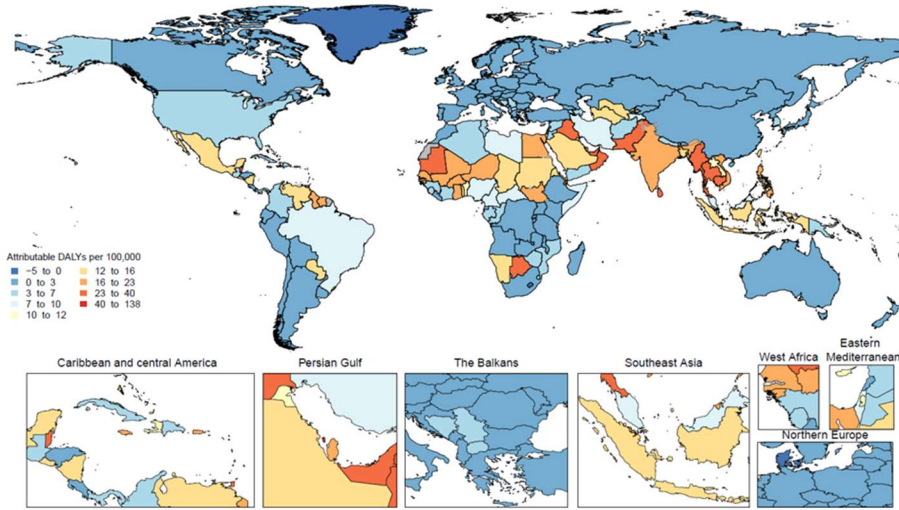 Attributable DALYs per 100,000
−5 to 0
0 to 3
3 to 7
7 to 10
10 to 12
12 to 16
16 to 23
23 to 40
40 to 138
Caribbean and central America
Persian Gulf
The Balkans
Southeast Asia
West Africa
Eastern
Mediterranean
Northern Europe